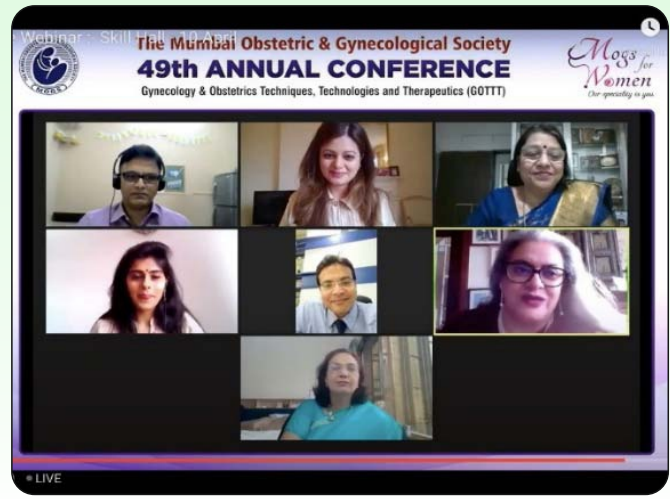 Webinar : Skill Hall - 10 April
The Mumbai Obstetric & Gynecological Society
49th ANNUAL CONFERENCE
Gynecology & Obstetrics Techniques, Technologies and Therapeutics (GOTTT)
MOGS
Mogs for
Women
Our speciality is you
LIVE